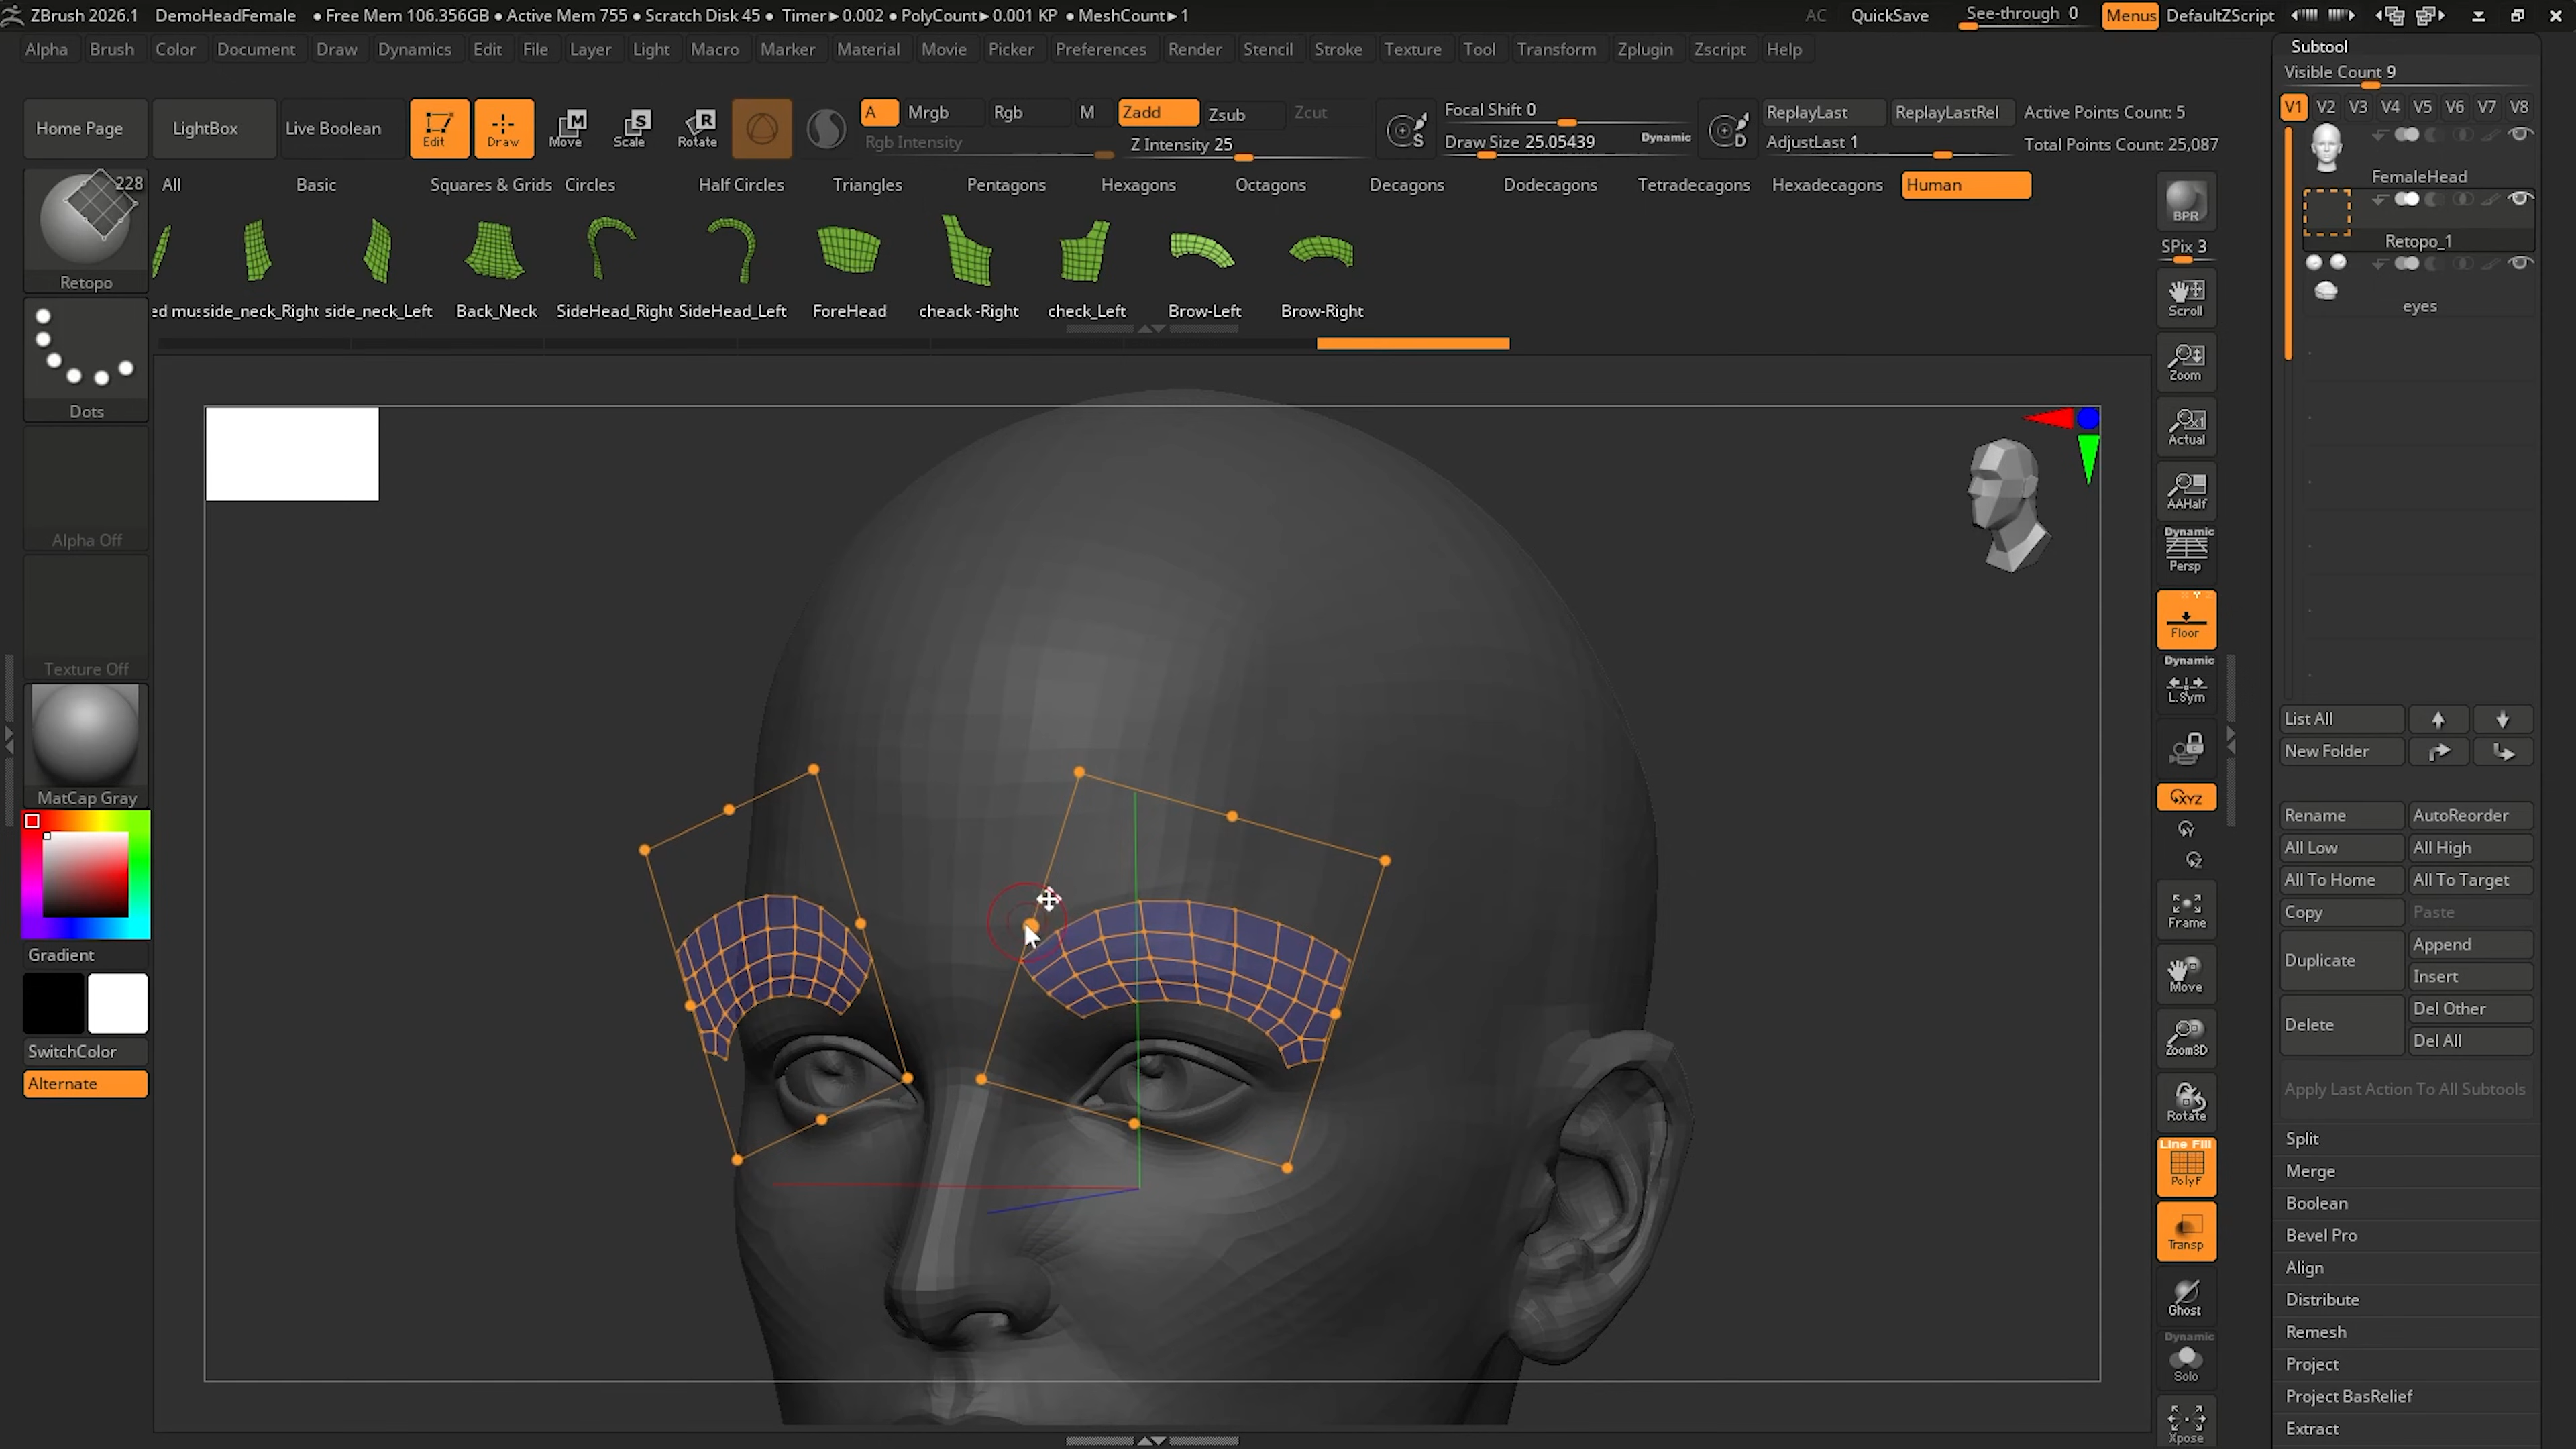 ZBrush 2026.1 DemoHeadFemale • Free Mem 106.356GB • Active Mem 755 • Scratch Disk 45 • Timer▶0.002 • PolyCount▶0.001 KP • MeshCount▶1 AC QuickSave See-through 0 Menus DefaultZScript
Alpha Brush Color Document Draw Dynamics Edit File Layer Light Macro Marker Material Movie Picker Preferences Render Stencil Stroke Texture Tool Transform Zplugin Zscript Help
Home Page LightBox Live Boolean Edit Draw Move Scale Rotate
M S R
A Mrgb Rgb M Zadd Zsub Zcut
Rgb Intensity Z Intensity 25
S Focal Shift 0
Draw Size 25.05439 Dynamic
D ReplayLast ReplayLastRel Active Points Count: 5
AdjustLast 1 Total Points Count: 25,087
All Basic Squares & Grids Circles Half Circles Triangles Pentagons Hexagons Octagons Decagons Dodecagons Tetradecagons Hexadecagons Human
ed mus side_neck_Right side_neck_Left Back_Neck SideHead_Right SideHead_Left ForeHead cheack -Right check_Left Brow-Left Brow-Right
228
Retopo
Dots
Alpha Off
Texture Off
MatCap Gray
Gradient
SwitchColor
Alternate
BPR
SPix 3
Scroll
Zoom
Actual
AAHalf
Dynamic
Persp
Floor
Dynamic
L.Sym
XYZ
Y
Z
Frame
Move
Zoom3D
Rotate
Line Fill
PolyF
Transp
Ghost
Dynamic
Solo
Xpose
Subtool
Visible Count 9
V1 V2 V3 V4 V5 V6 V7 V8
FemaleHead
Retopo_1
eyes
List All
New Folder
Rename AutoReorder
All Low All High
All To Home All To Target
Copy Paste
Duplicate Append
Insert
Delete Del Other
Del All
Apply Last Action To All Subtools
Split
Merge
Boolean
Bevel Pro
Align
Distribute
Remesh
Project
Project BasRelief
Extract